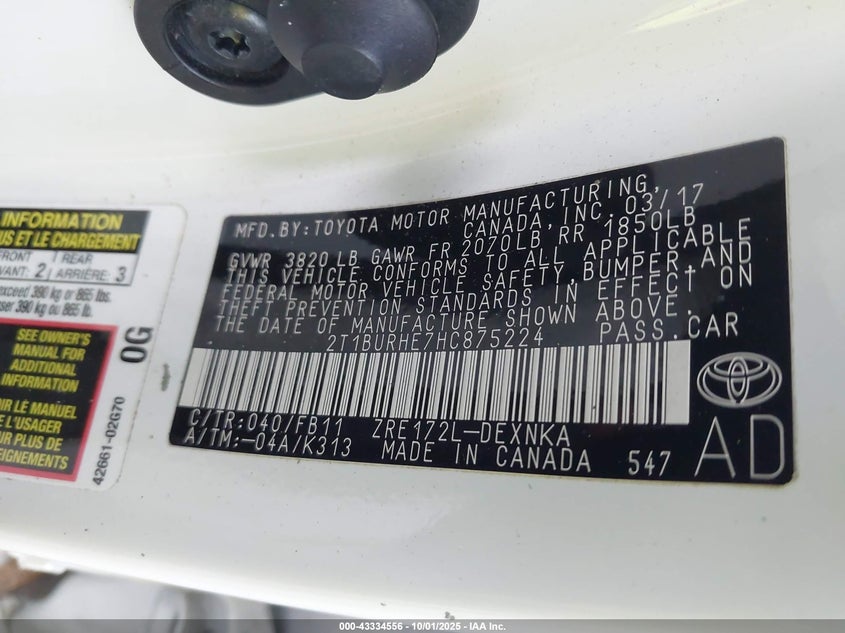 INFORMATION
US ET LE CHARGEMENT
FRONT
REAR
VANT: 2 ARRIÈRE: 3
exceed 390 kg or 865 lbs.
ser 390 kg ou 865 lb.
SEE OWNER'S
MANUAL FOR
ADDITIONAL
INFORMATION
IR LE MANUEL
E L'USAGER
UR PLUS DE
EIGNEMENTS
0G
42661-02G70
MFD. BY: TOYOTA MOTOR MANUFACTURING,
CANADA, INC. 03/17
GVWR 3820 LB GAWR FR 2070LB, RR 1850LB
THIS VEHICLE CONFORMS TO ALL APPLICABLE
FEDERAL MOTOR VEHICLE SAFETY, BUMPER AND
THEFT PREVENTION STANDARDS IN EFFECT ON
THE DATE OF MANUFACTURE SHOWN ABOVE.
2T1BURHE7HC875224 PASS.CAR
C/TR:040/FB11 ZRE172L-DEXNKA
A/TM:-04A/K313 MADE IN CANADA 547
AD
000-43334556 - 10/01/2025 - IAA Inc.